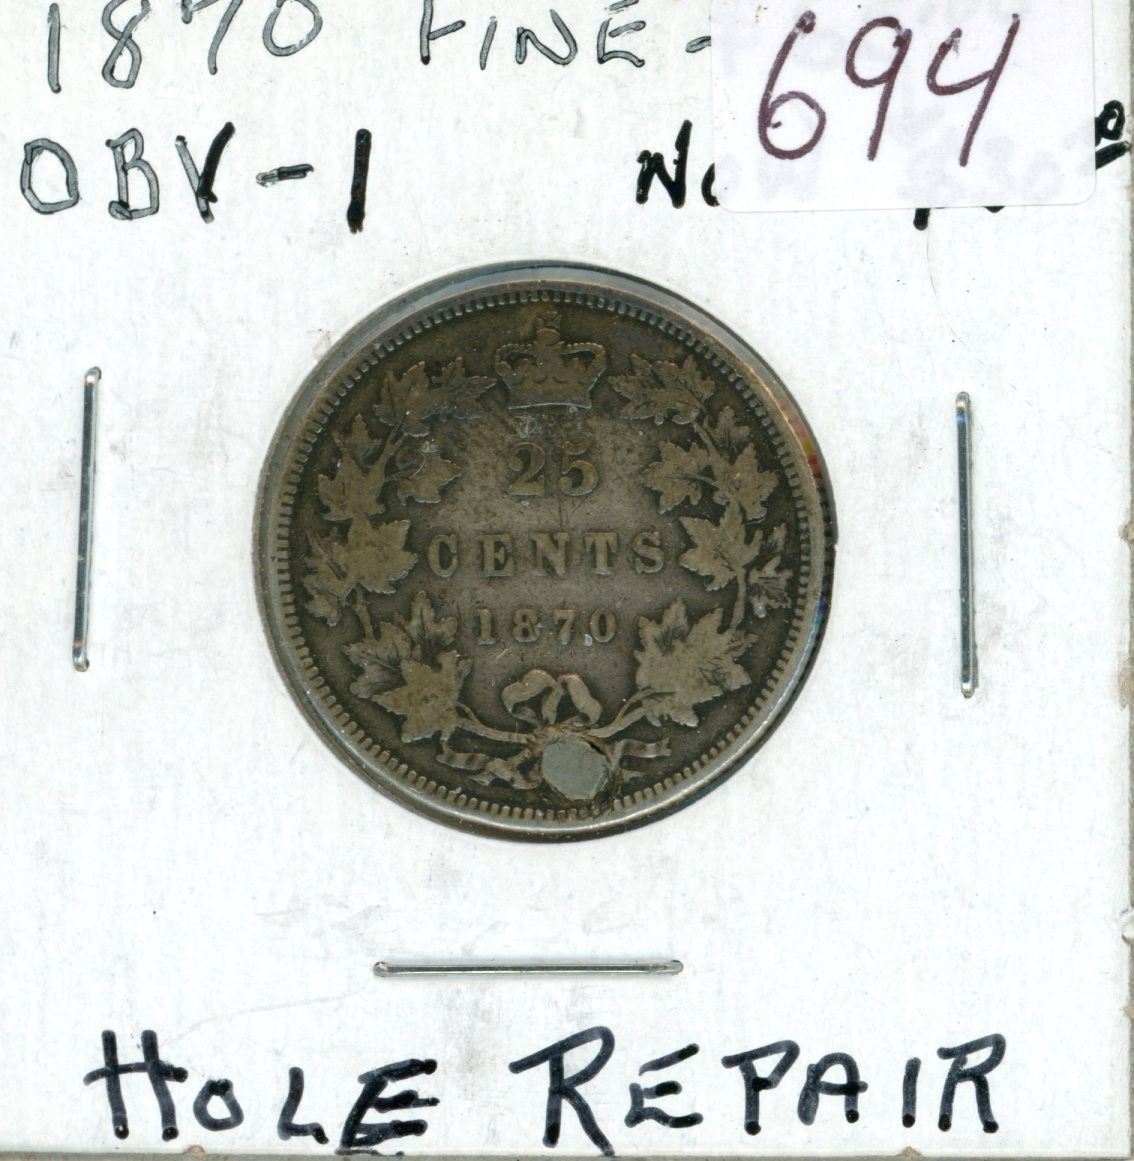 1870 FINE-
694
OBV-1
25
CENTS
1870
HOLE REPAIR